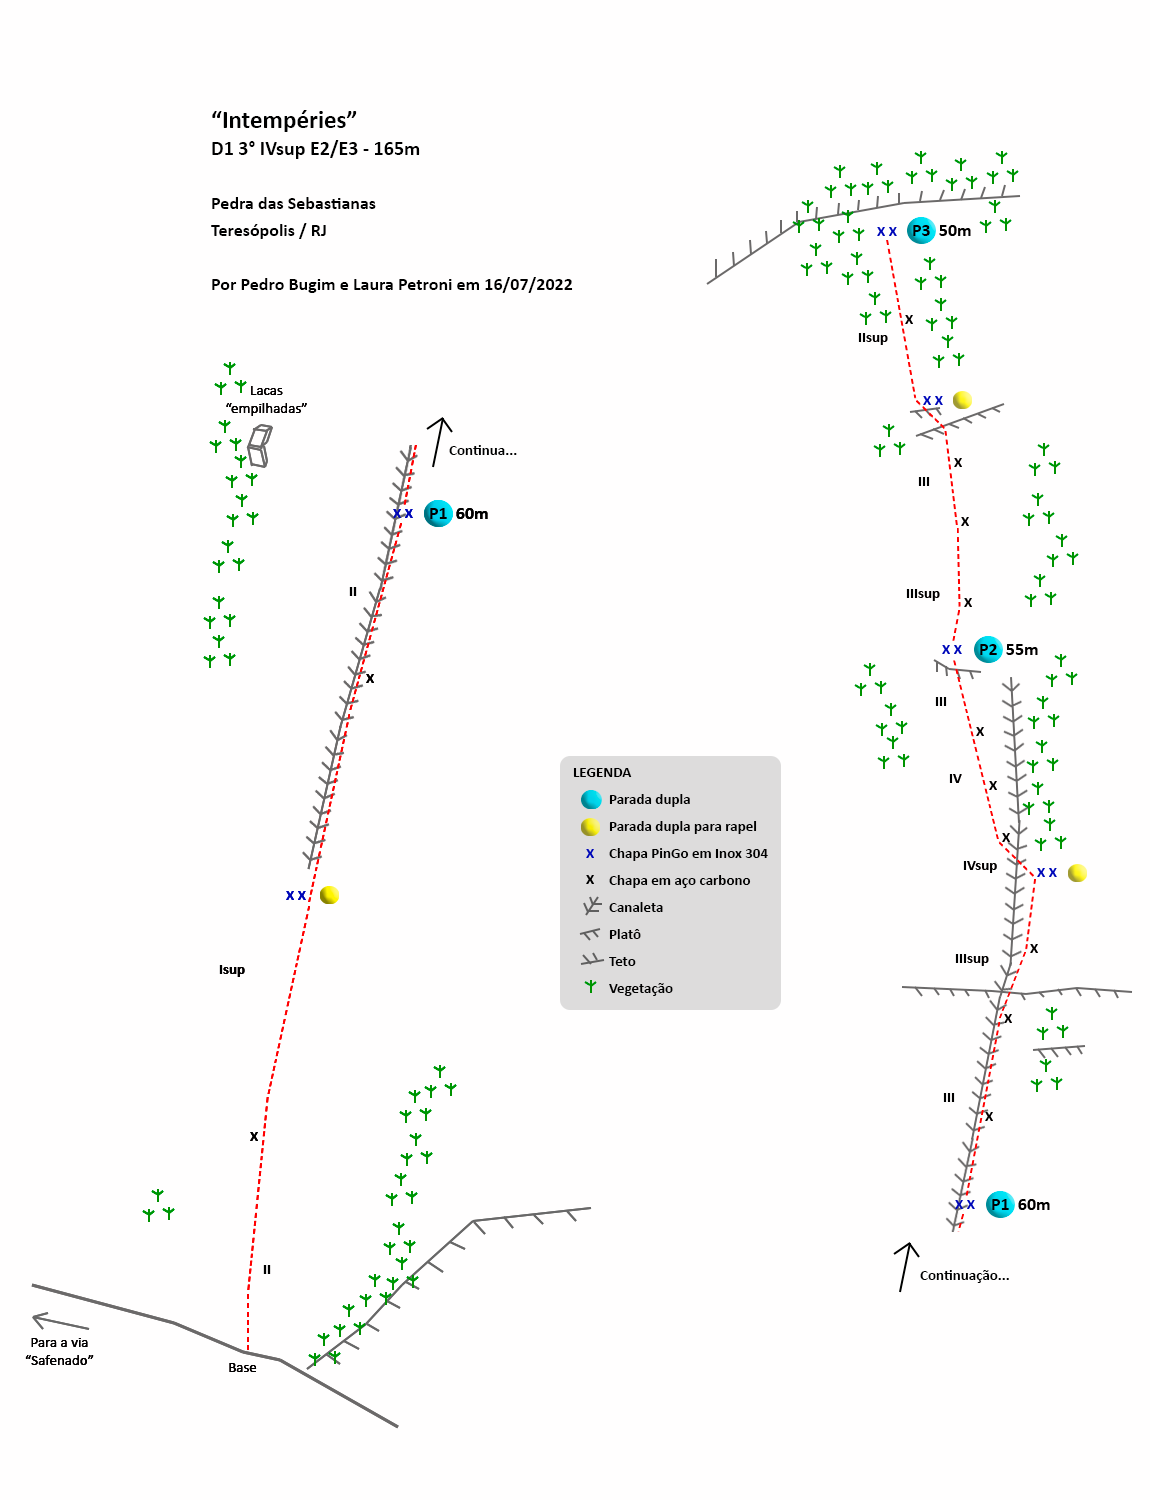 “Intempéries”
D1 3° IVsup E2/E3 - 165m
Pedra das Sebastianas
Teresópolis / RJ
Por Pedro Bugim e Laura Petroni em 16/07/2022
Lacas
“empilhadas”
Continua...
X X P1 60m
II
X
X X
Isup
X
II
Para a via
“Safenado”
Base
LEGENDA
Parada dupla
Parada dupla para rapel
X Chapa PinGo em Inox 304
X Chapa em aço carbono
Canaleta
Platô
Teto
Vegetação
X X P3 50m
X
IIsup
X X
X
III
X
IIIsup
X
X X P2 55m
III
X
IV
X
X
IVsup
X X
X
IIIsup
X
III
X
X X P1 60m
Continuação...